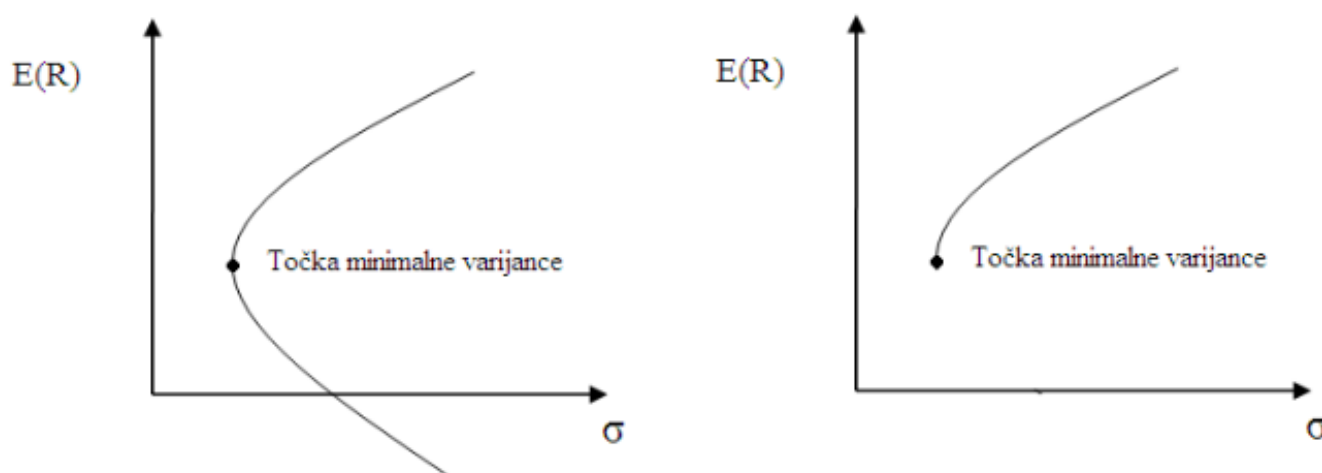 E(R)
Točka minimalne varijance
σ
E(R)
Točka minimalne varijance
σ